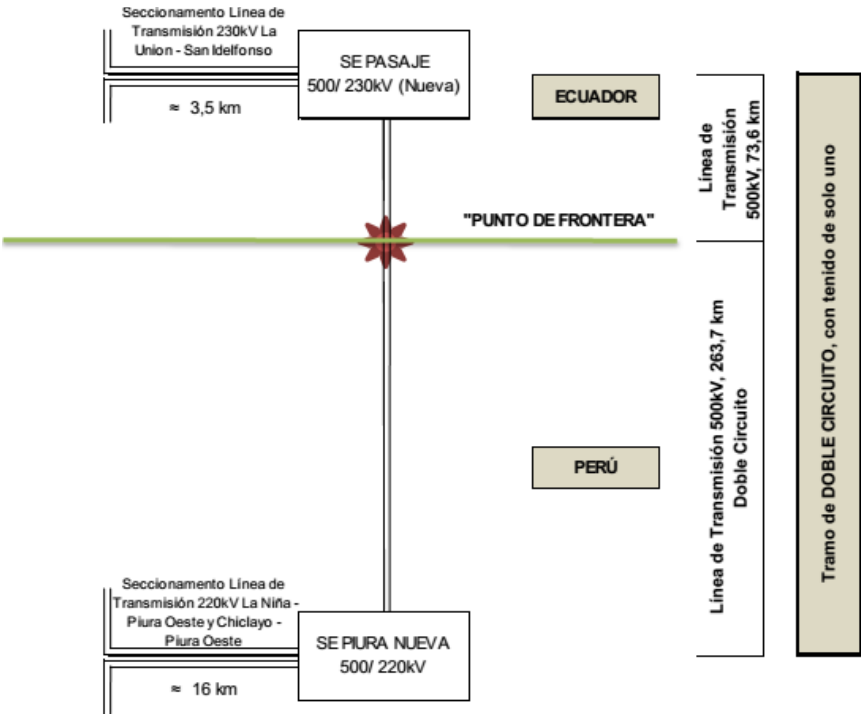 Seccionamento Línea de
Transmisión 230kV La
Union - San Idelfonso
SE PASAJE
500/ 230kV (Nueva)
≈ 3,5 km
ECUADOR
Línea de
Transmisión
500kV, 73,6 km
"PUNTO DE FRONTERA"
Línea de Transmisión 500kV, 263,7 km
Doble Circuito
Tramo de DOBLE CIRCUITO, con tenido de solo uno
PERÚ
Seccionamento Línea de
Transmisión 220kV La Niña -
Piura Oeste y Chiclayo -
Piura Oeste
SE PIURA NUEVA
500/ 220kV
≈ 16 km